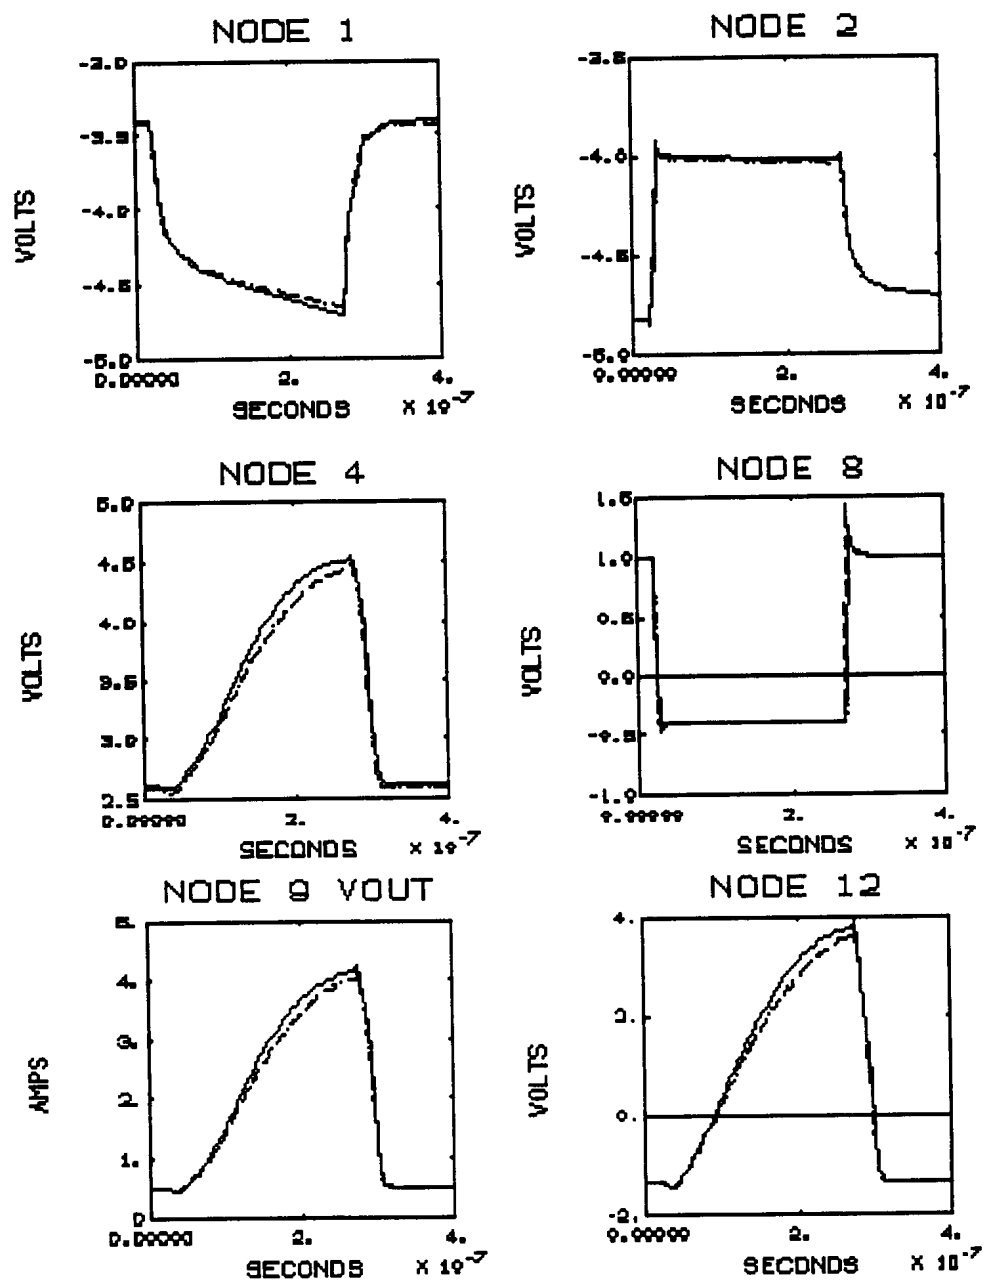 NODE 1
-3.0
-3.5
-4.0
-4.5
-5.0
VOLTS
0.00000 2. 4.
SECONDS × 10-7
NODE 2
-3.5
-4.0
-4.5
-5.0
VOLTS
0.00000 2. 4.
SECONDS × 10-7
NODE 4
5.0
4.5
4.0
3.5
3.0
2.5
VOLTS
0.00000 2. 4.
SECONDS × 10-7
NODE 8
1.5
1.0
0.5
0.0
-0.5
-1.0
VOLTS
0.00000 2. 4.
SECONDS × 10-7
NODE 9 VOUT
5.
4.
3.
2.
1.
0
AMPS
0.00000 2. 4.
SECONDS × 10-7
NODE 12
4.
2.
0.
-2.
VOLTS
0.00000 2. 4.
SECONDS × 10-7